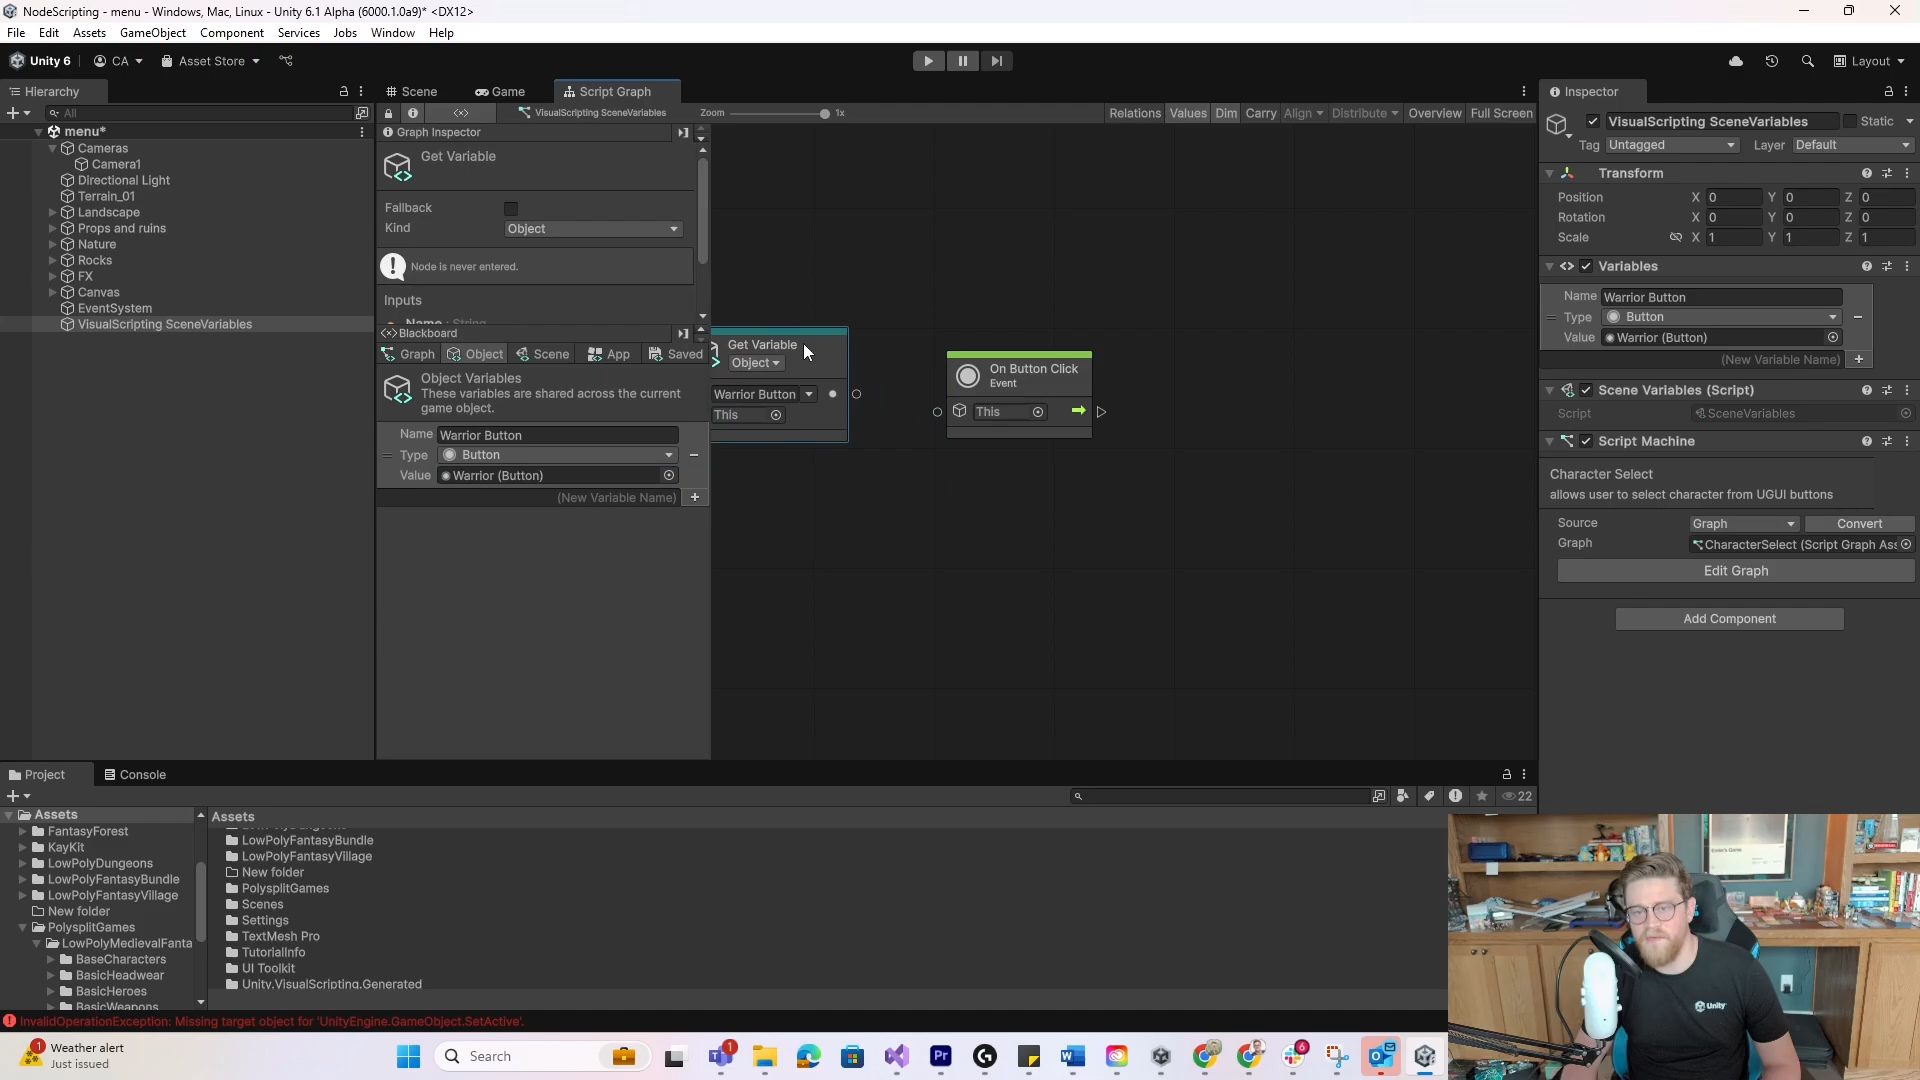 NodeScripting - menu - Windows, Mac, Linux - Unity 6.1 Alpha (6000.1.0a9)* <DX12>
File Edit Assets GameObject Component Services Jobs Window Help
Unity 6 CA Asset Store Layout
Hierarchy
All
menu*
Cameras
Camera1
Directional Light
Terrain_01
Landscape
Props and ruins
Nature
Rocks
FX
Canvas
EventSystem
VisualScripting SceneVariables
Scene Game Script Graph
VisualScripting SceneVariables Zoom 1x Relations Values Dim Carry Align Distribute Overview Full Screen
Graph Inspector
Get Variable
Fallback
Kind Object
Node is never entered.
Inputs
Name: String
Blackboard
Graph Object Scene App Saved
Object Variables
These variables are shared across the current
game object.
Name Warrior Button
Type Button
Value Warrior (Button)
(New Variable Name)
Get Variable
Object
Warrior Button
This
On Button Click
Event
This
Inspector
VisualScripting SceneVariables Static
Tag Untagged Layer Default
Transform
Position X 0 Y 0 Z 0
Rotation X 0 Y 0 Z 0
Scale X 1 Y 1 Z 1
Variables
Name Warrior Button
Type Button
Value Warrior (Button)
(New Variable Name)
Scene Variables (Script)
Script SceneVariables
Script Machine
Character Select
allows user to select character from UGUI buttons
Source Graph Convert
Graph CharacterSelect (Script Graph Ass
Edit Graph
Add Component
Project Console
22
Assets
FantasyForest
KayKit
LowPolyDungeons
LowPolyFantasyBundle
LowPolyFantasyVillage
New folder
PolysplitGames
LowPolyMedievalFanta
BaseCharacters
BasicHeadwear
BasicHeroes
BasicWeapons
Assets
LowPolyDungeons
LowPolyFantasyBundle
LowPolyFantasyVillage
New folder
PolysplitGames
Scenes
Settings
TextMesh Pro
TutorialInfo
UI Toolkit
Unity.VisualScripting.Generated
InvalidOperationException: Missing target object for 'UnityEngine.GameObject.SetActive'.
Unity
1
Weather alert
Just issued
Search
1
Pr
6